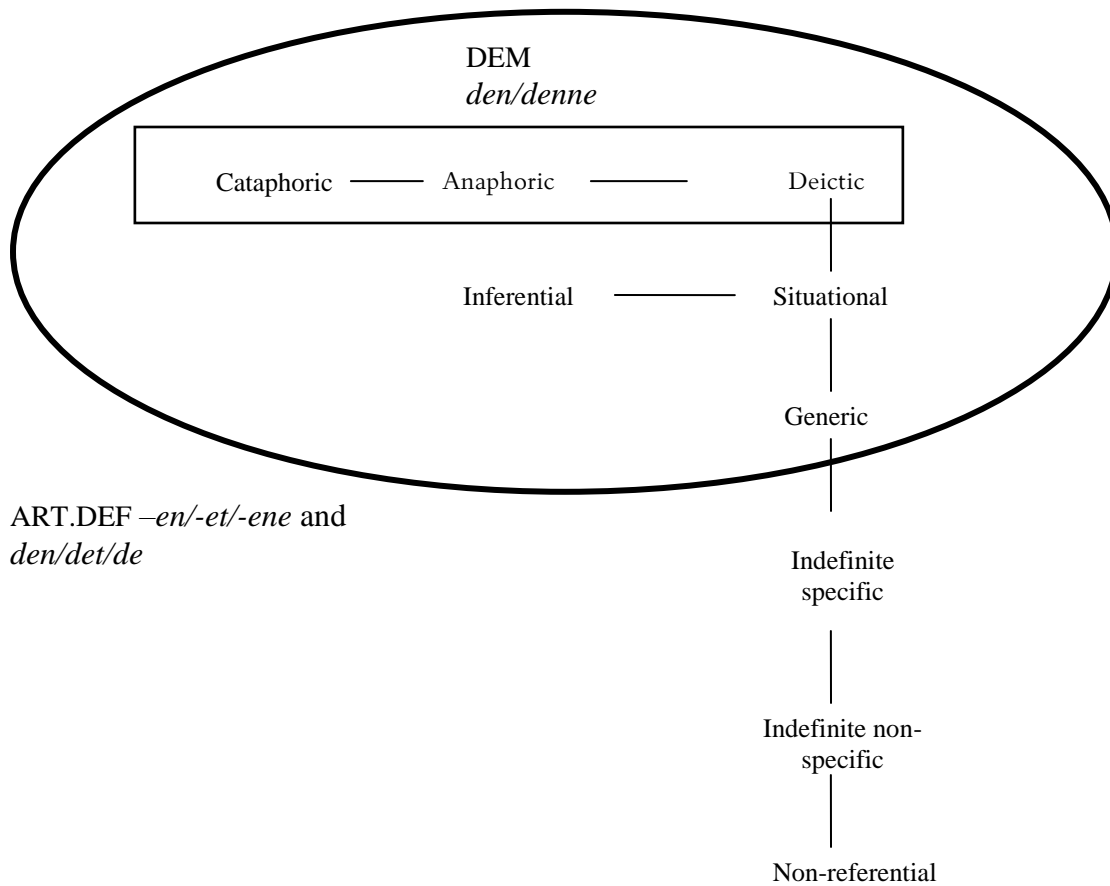 DEM
den/denne
Cataphoric Anaphoric Deictic
Inferential Situational
Generic
ART.DEF –en/-et/-ene and
den/det/de
Indefinite
specific
Indefinite non-
specific
Non-referential